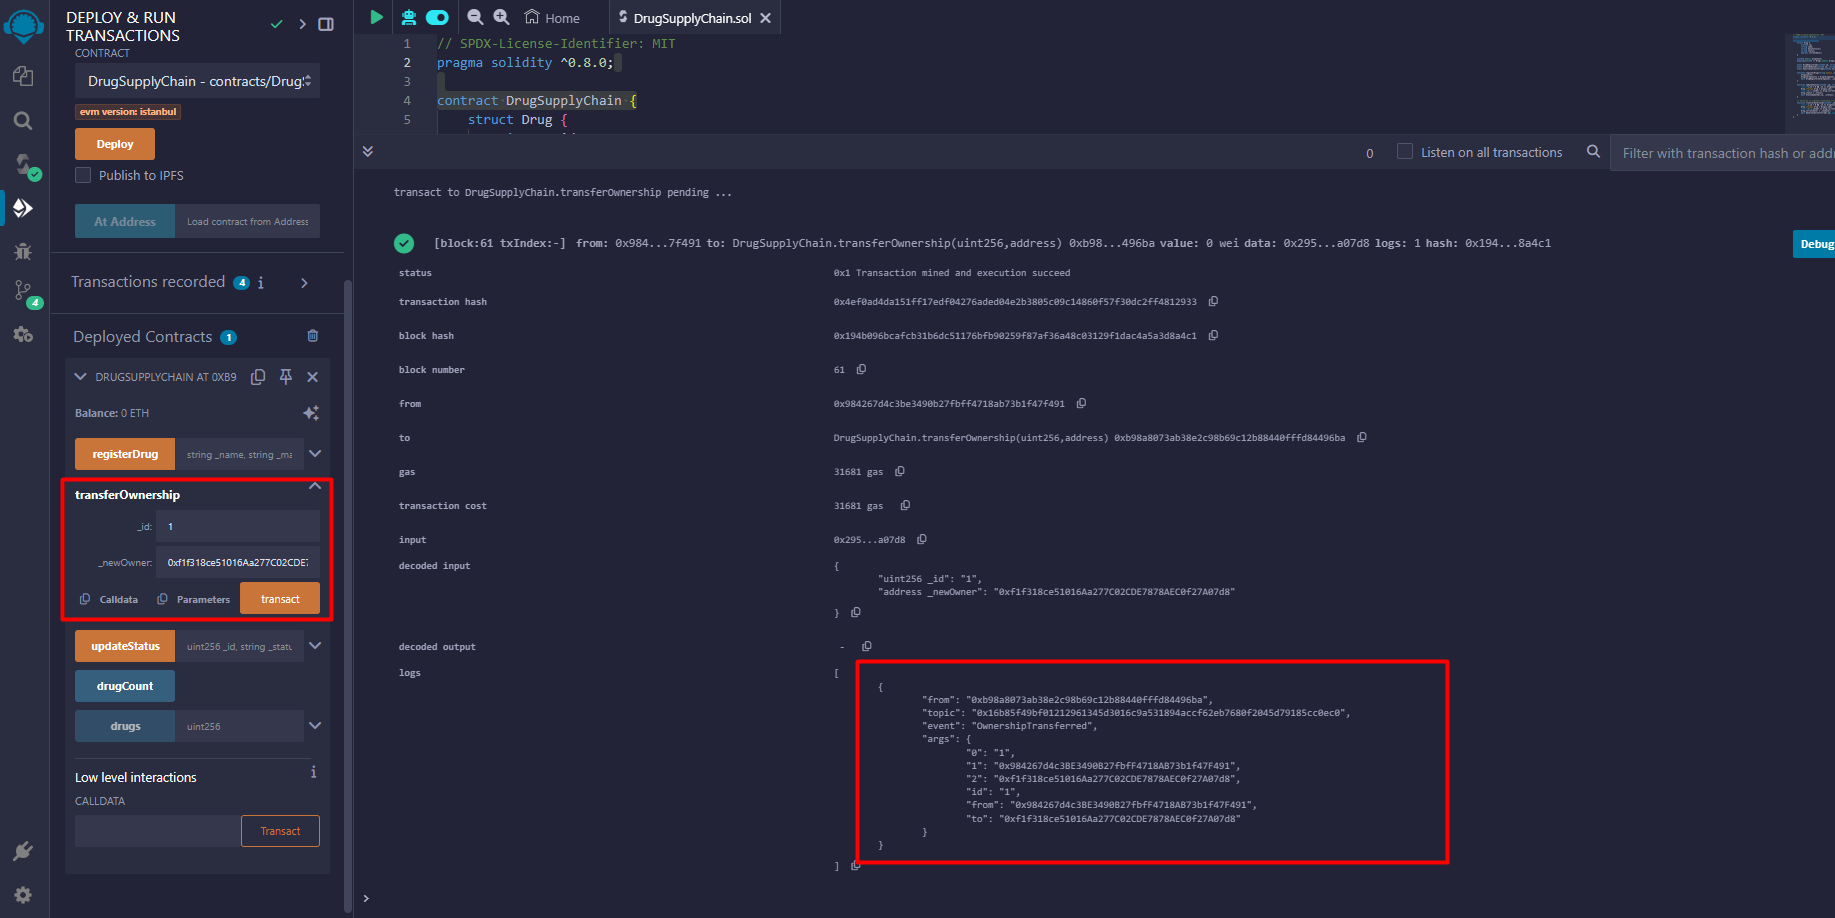 DEPLOY & RUN
TRANSACTIONS
CONTRACT
DrugSupplyChain - contracts/Drug
evm version: istanbul
Deploy
Publish to IPFS
At Address Load contract from Address
Transactions recorded 4 i
Deployed Contracts 1
DRUGSUPPLYCHAIN AT 0XB9
Balance: 0 ETH
registerDrug string _name, string _ma
transferOwnership
_id: 1
_newOwner: 0xf1f318ce51016Aa277C02CDE7
Calldata Parameters transact
updateStatus uint256 _id, string _statu
drugCount
drugs uint256
Low level interactions i
CALLDATA
Transact
4
Home DrugSupplyChain.sol
1 // SPDX-License-Identifier: MIT
2 pragma solidity ^0.8.0;
3
4 contract DrugSupplyChain {
5 struct Drug {
0 Listen on all transactions Filter with transaction hash or addr
transact to DrugSupplyChain.transferOwnership pending ...
[block:61 txIndex:-] from: 0x984...7f491 to: DrugSupplyChain.transferOwnership(uint256,address) 0xb98...496ba value: 0 wei data: 0x295...a07d8 logs: 1 hash: 0x194...8a4c1
Debug
status 0x1 Transaction mined and execution succeed
transaction hash 0x4ef0ad4da151ff17edf04276aded04e2b3805c09c14860f57f30dc2ff4812933
block hash 0x194b096bcafcb31b6dc51176bfb90259f87af36a48c03129f1dac4a5a3d8a4c1
block number 61
from 0x984267d4c3be3490b27fbff4718ab73b1f47f491
to DrugSupplyChain.transferOwnership(uint256,address) 0xb98a8073ab38e2c98b69c12b88440fffd84496ba
gas 31681 gas
transaction cost 31681 gas
input 0x295...a07d8
decoded input {
"uint256 _id": "1",
"address _newOwner": "0xf1f318ce51016Aa277C02CDE7878AEC0f27A07d8"
}
decoded output -
logs [
{
"from": "0xb98a8073ab38e2c98b69c12b88440fffd84496ba",
"topic": "0x16b85f49bf01212961345d3016c9a531894accf62eb7680f2045d79185cc0ec0",
"event": "OwnershipTransferred",
"args": {
"0": "1",
"1": "0x984267d4c3BE3490B27fbfF4718AB73b1f47F491",
"2": "0xf1f318ce51016Aa277C02CDE7878AEC0f27A07d8",
"id": "1",
"from": "0x984267d4c3BE3490B27fbfF4718AB73b1f47F491",
"to": "0xf1f318ce51016Aa277C02CDE7878AEC0f27A07d8"
}
}
]
>